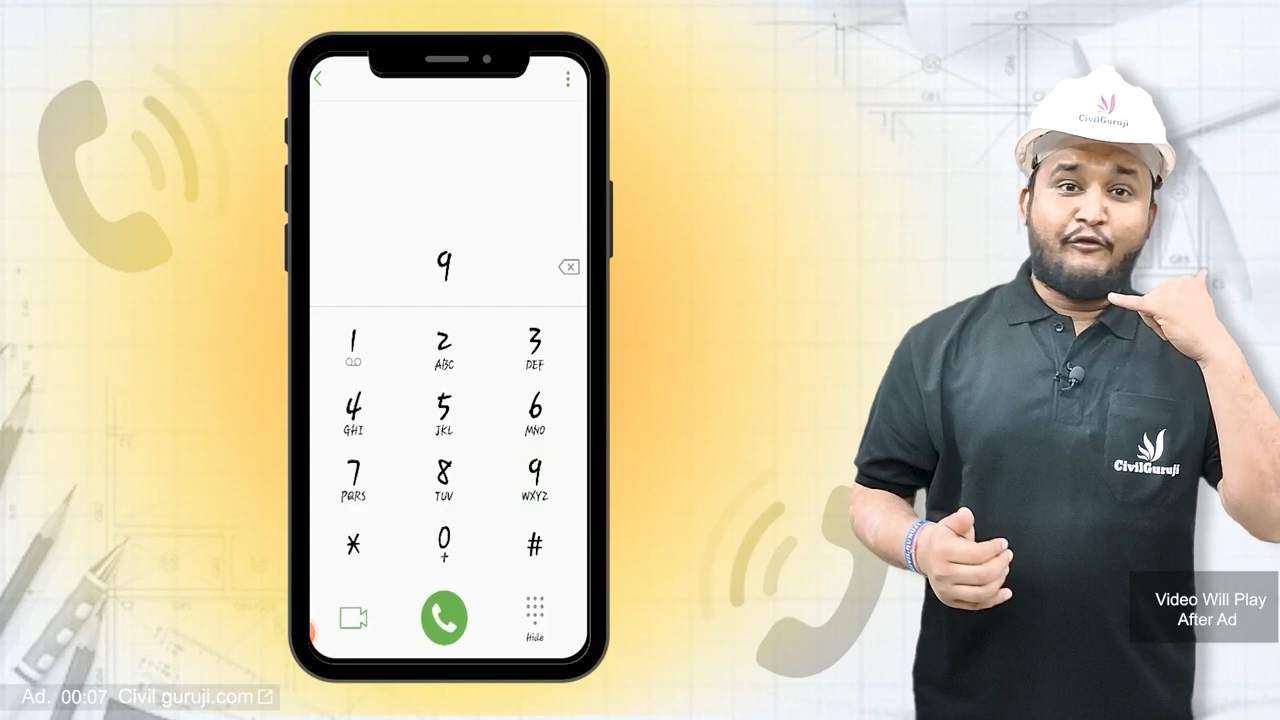 CivilGuruji
9
1
2
ABC
3
DEF
4
GHI
5
JKL
6
MNO
7
PQRS
8
TUV
9
WXYZ
*
0
+
#
Hide
CivilGuruji
Video Will Play
After Ad
Ad. 00:07 Civil guruji.com